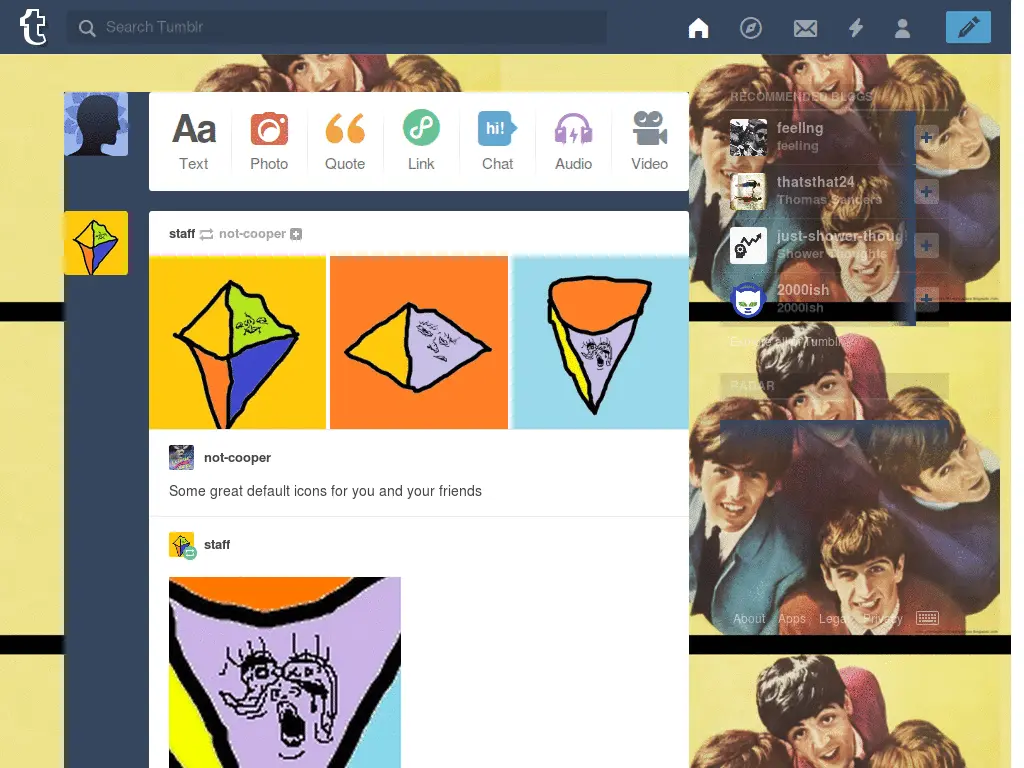 Search Tumblr
RECOMMENDED BLOGS
Aa
hi!
Text
Photo
Quote
Link
Chat
Audio
Video
feeling
feeling
thatsthat24
Thomas Sanders
just-shower-thoug
Shower Thoughts
2000ish
2000ish
Explore all of Tumblr
RADAR
staff not-cooper
not-cooper
Some great default icons for you and your friends
staff
About Apps Legal Privacy